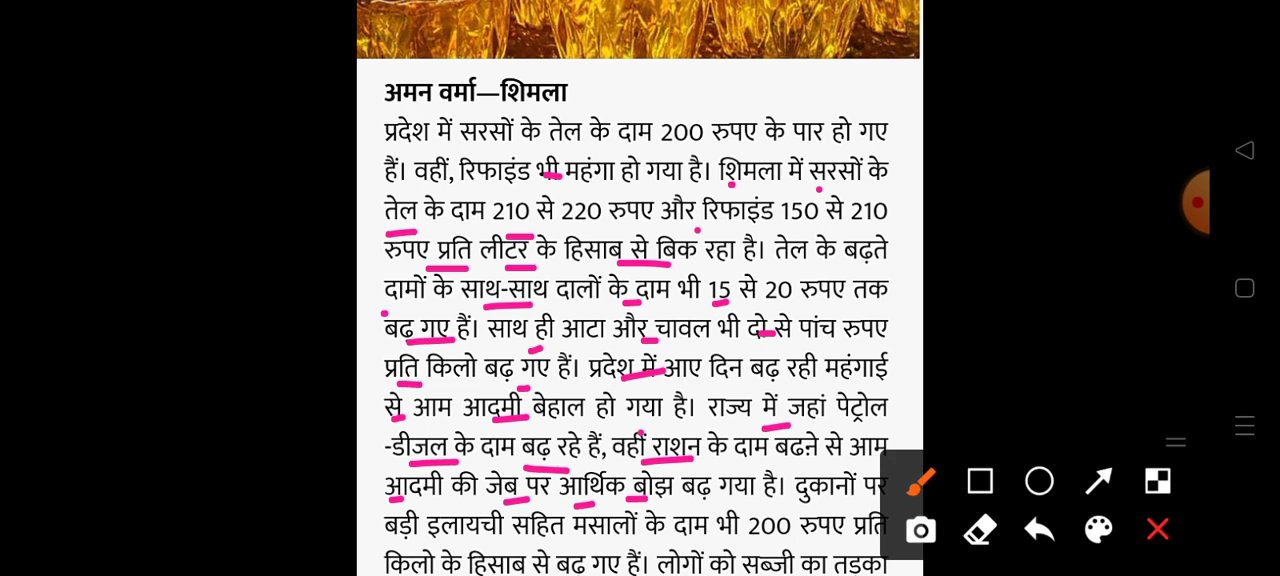 अमन वर्मा—शिमला
प्रदेश में सरसों के तेल के दाम 200 रुपए के पार हो गए
हैं। वहीं, रिफाइंड भी महंगा हो गया है। शिमला में सरसों के
तेल के दाम 210 से 220 रुपए और रिफाइंड 150 से 210
रुपए प्रति लीटर के हिसाब से बिक रहा है। तेल के बढ़ते
दामों के साथ-साथ दालों के दाम भी 15 से 20 रुपए तक
बढ गए हैं। साथ ही आटा और चावल भी दो से पांच रुपए
प्रति किलो बढ़ गए हैं। प्रदेश में आए दिन बढ़ रही महंगाई
से आम आदमी बेहाल हो गया है। राज्य में जहां पेट्रोल
-डीजल के दाम बढ़ रहे हैं, वहीं राशन के दाम बढऩे से आम
आदमी की जेब पर आर्थिक बोझ बढ़ गया है। दुकानों पर
बड़ी इलायची सहित मसालों के दाम भी 200 रुपए प्रति
किलो के हिसाब से बढ़ गए हैं। लोगों को सब्जी का तड़का